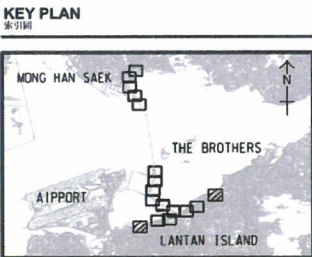 KEY PLAN
索引圖
MONG HAN SAEK
N
THE BROTHERS
AIPPORT
LANTAN ISLAND